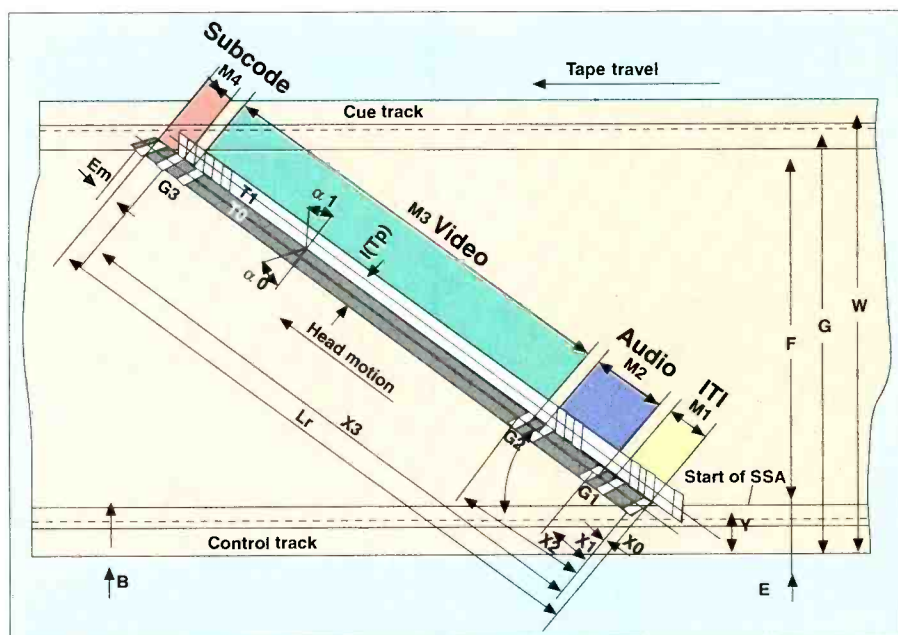 Subcode
M4
Tape travel
Cue track
Em
G3
T1
T0
α 1
α 0
I(Tp)
M3 Video
Head motion
Lr
X3
Audio
M2
ITI
M1
G2
G1
Start of SSA
F
G
W
Y
X2
X1
X0
Control track
B
E